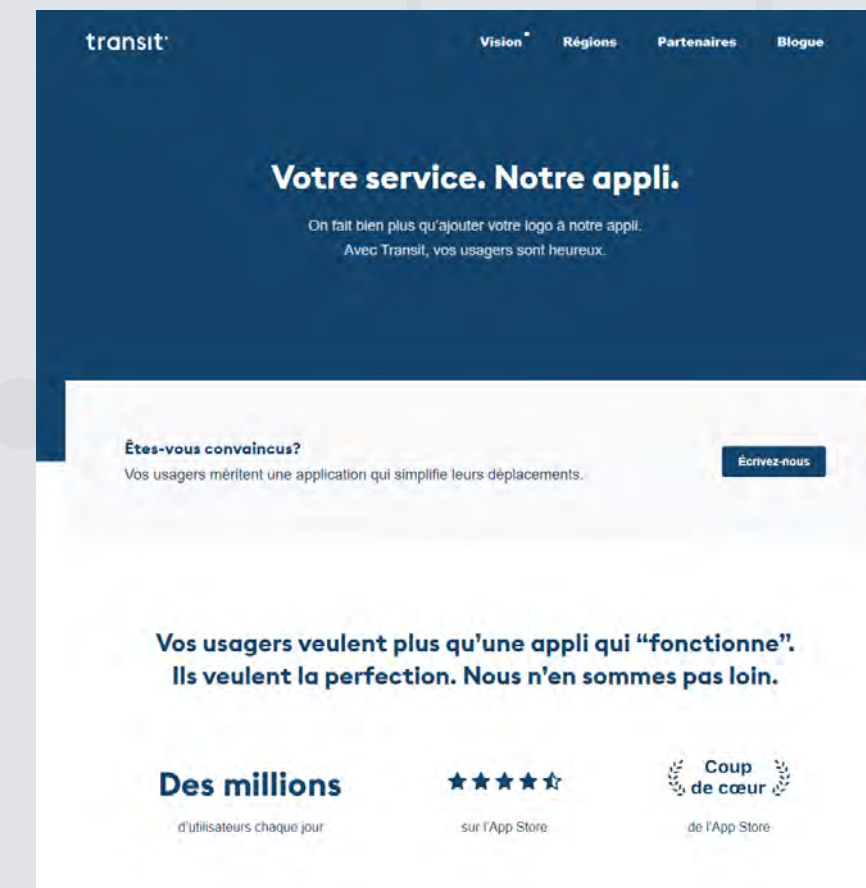 transit
Vision Régions Partenaires Blogue
Votre service. Notre appli.
On fait bien plus qu'ajouter votre logo à notre appli.
Avec Transit, vos usagers sont heureux.
Êtes-vous convaincus?
Vos usagers méritent une application qui simplifie leurs déplacements.
Écrivez-nous
Vos usagers veulent plus qu’une appli qui “fonctionne”.
Ils veulent la perfection. Nous n’en sommes pas loin.
Des millions
d'utilisateurs chaque jour
sur l'App Store
Coup
de cœur
de l'App Store